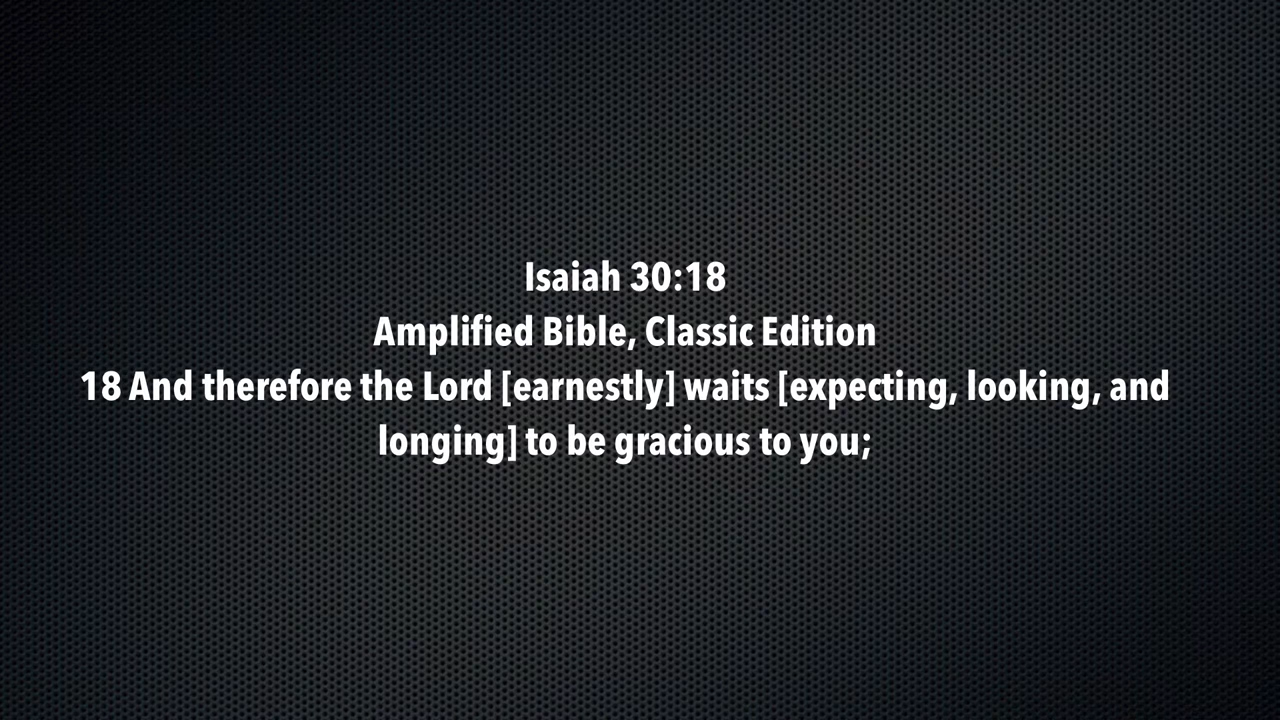 Isaiah 30:18
Amplified Bible, Classic Edition
18 And therefore the Lord [earnestly] waits [expecting, looking, and
longing] to be gracious to you;